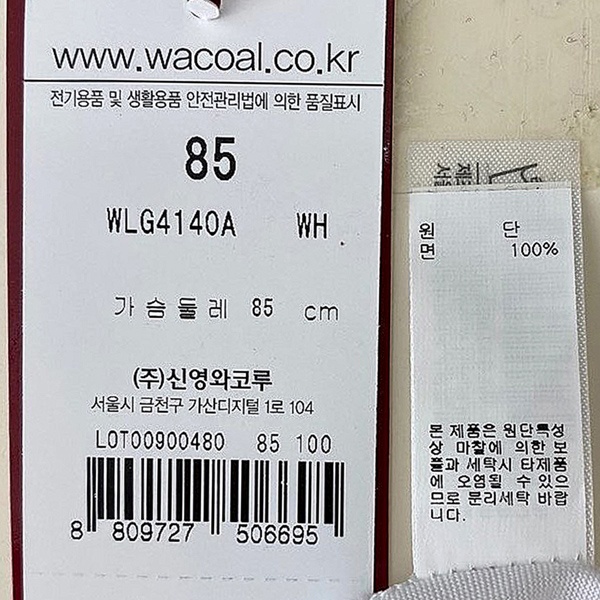 www.wacoal.co.kr
전기용품 및 생활용품 안전관리법에 의한 품질표시
85
WLG4140A WH
가슴둘레 85 cm
(주)신영와코루
서울시 금천구 가산디지털 1로 104
LOT00900480 85 100
8 809727 506695
원 단
면 100%
본 제품은 원단특성
상 마찰에 의한 보
풀과 세탁시 타제품
에 오염될 수 있으
므로 분리세탁 바랍
니다.